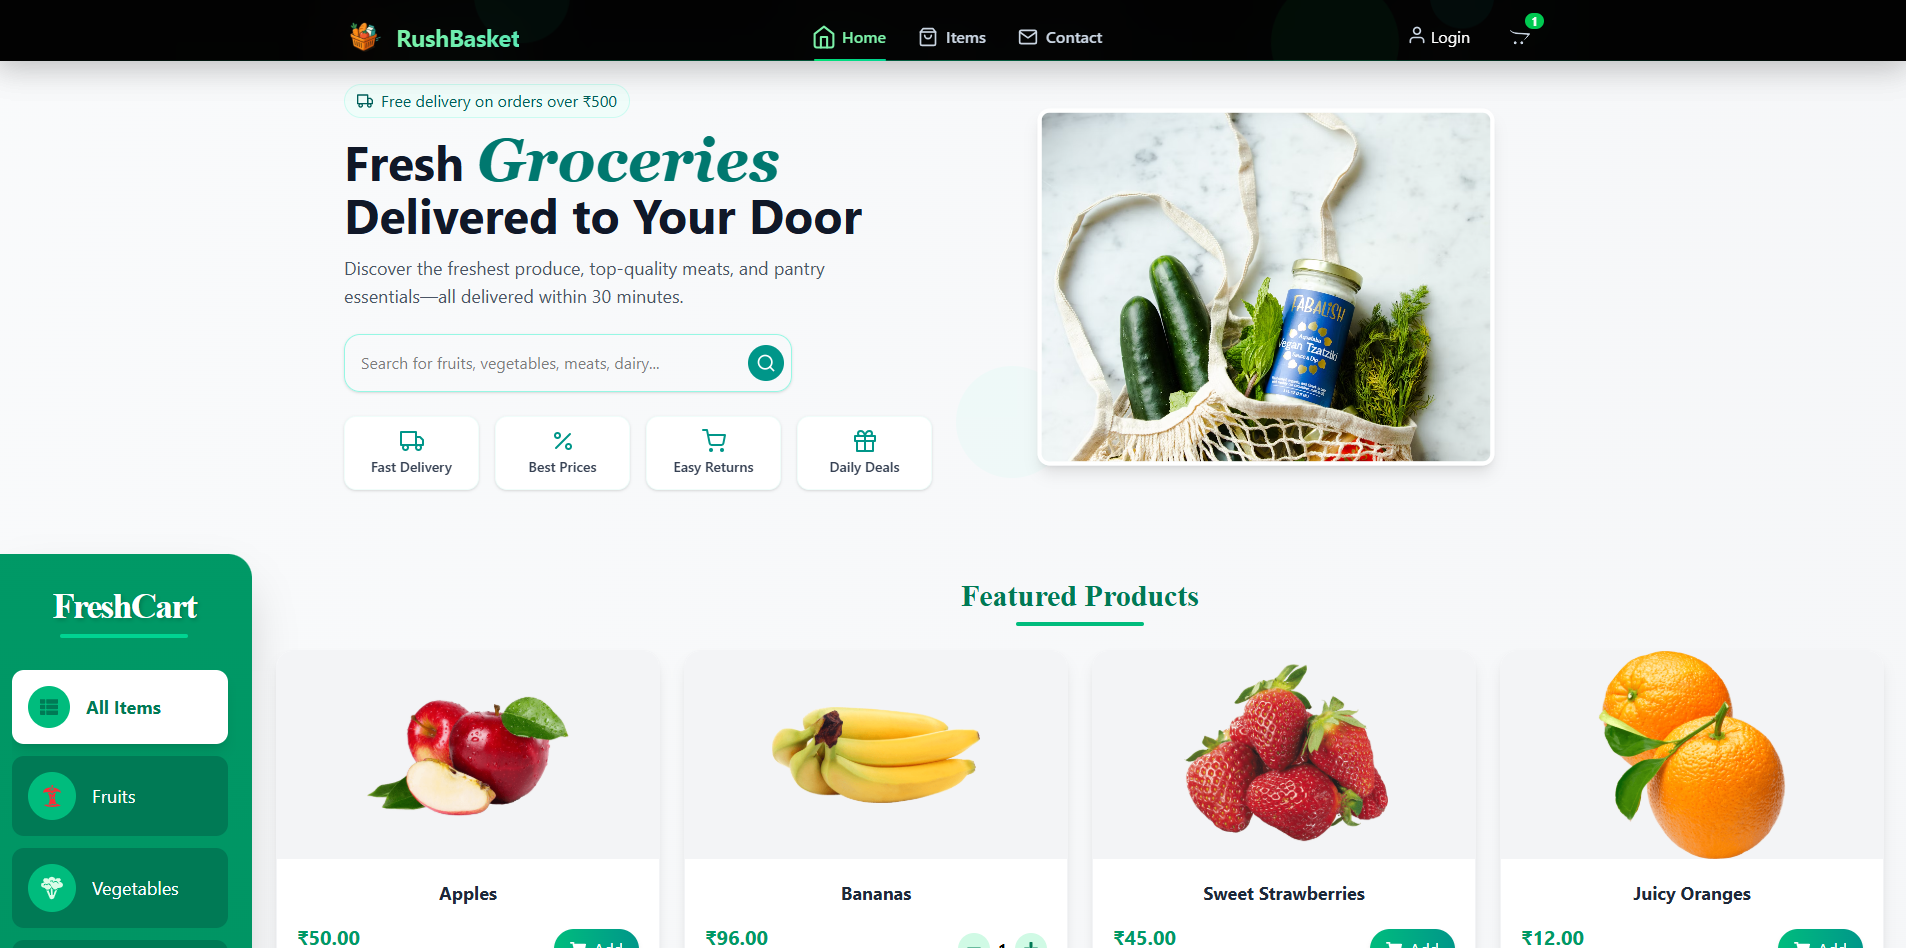 RushBasket
Home
Items
Contact
Login
1
Free delivery on orders over ₹500
Fresh Groceries
Delivered to Your Door
Discover the freshest produce, top-quality meats, and pantry
essentials—all delivered within 30 minutes.
Search for fruits, vegetables, meats, dairy...
Fast Delivery
Best Prices
Easy Returns
Daily Deals
FABALISH
Vegan Tzatziki
FreshCart
All Items
Fruits
Vegetables
Featured Products
Apples
₹50.00
Add
Bananas
₹96.00
1
Sweet Strawberries
₹45.00
Add
Juicy Oranges
₹12.00
Add